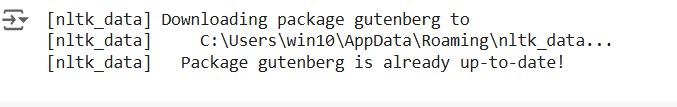 [nltk_data] Downloading package gutenberg to
[nltk_data]     C:\Users\win10\AppData\Roaming\nltk_data...
[nltk_data]   Package gutenberg is already up-to-date!